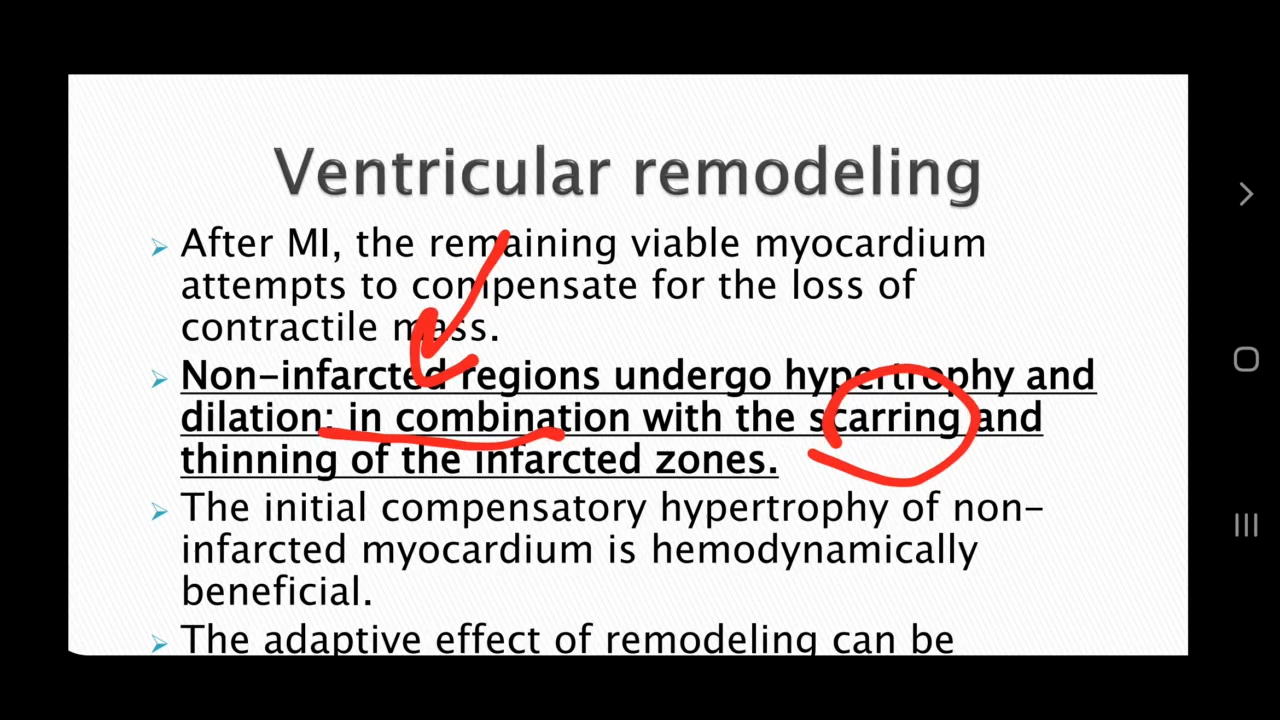 Ventricular remodeling
After MI, the remaining viable myocardium
attempts to compensate for the loss of
contractile mass.
Non-infarcted regions undergo hypertrophy and
dilation; in combination with the scarring and
thinning of the infarcted zones.
The initial compensatory hypertrophy of non-
infarcted myocardium is hemodynamically
beneficial.
The adaptive effect of remodeling can be